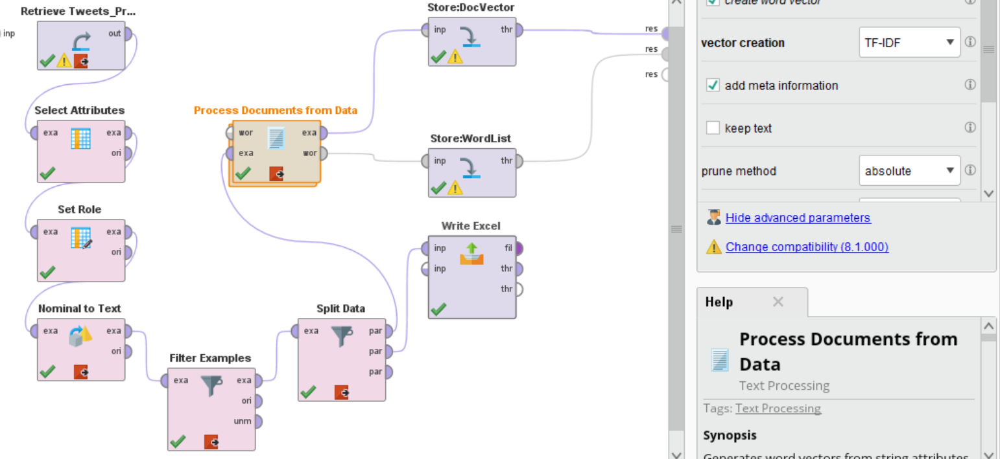 Retrieve Tweets_Pr...
inp
out
Select Attributes
exa exa
ori
Set Role
exa exa
ori
Nominal to Text
exa exa
ori
Filter Examples
exa exa
ori
unm
Split Data
exa par
par
par
Process Documents from Data
wor exa
exa wor
Store:DocVector
inp thr
Store:WordList
inp thr
Write Excel
inp fil
inp thr
thr
res
res
res
create word vector
vector creation TF-IDF
add meta information
keep text
prune method absolute
Hide advanced parameters
Change compatibility (8.1.000)
Help
Process Documents from
Data
Text Processing
Tags: Text Processing
Synopsis
Generates word vectors from string attributes